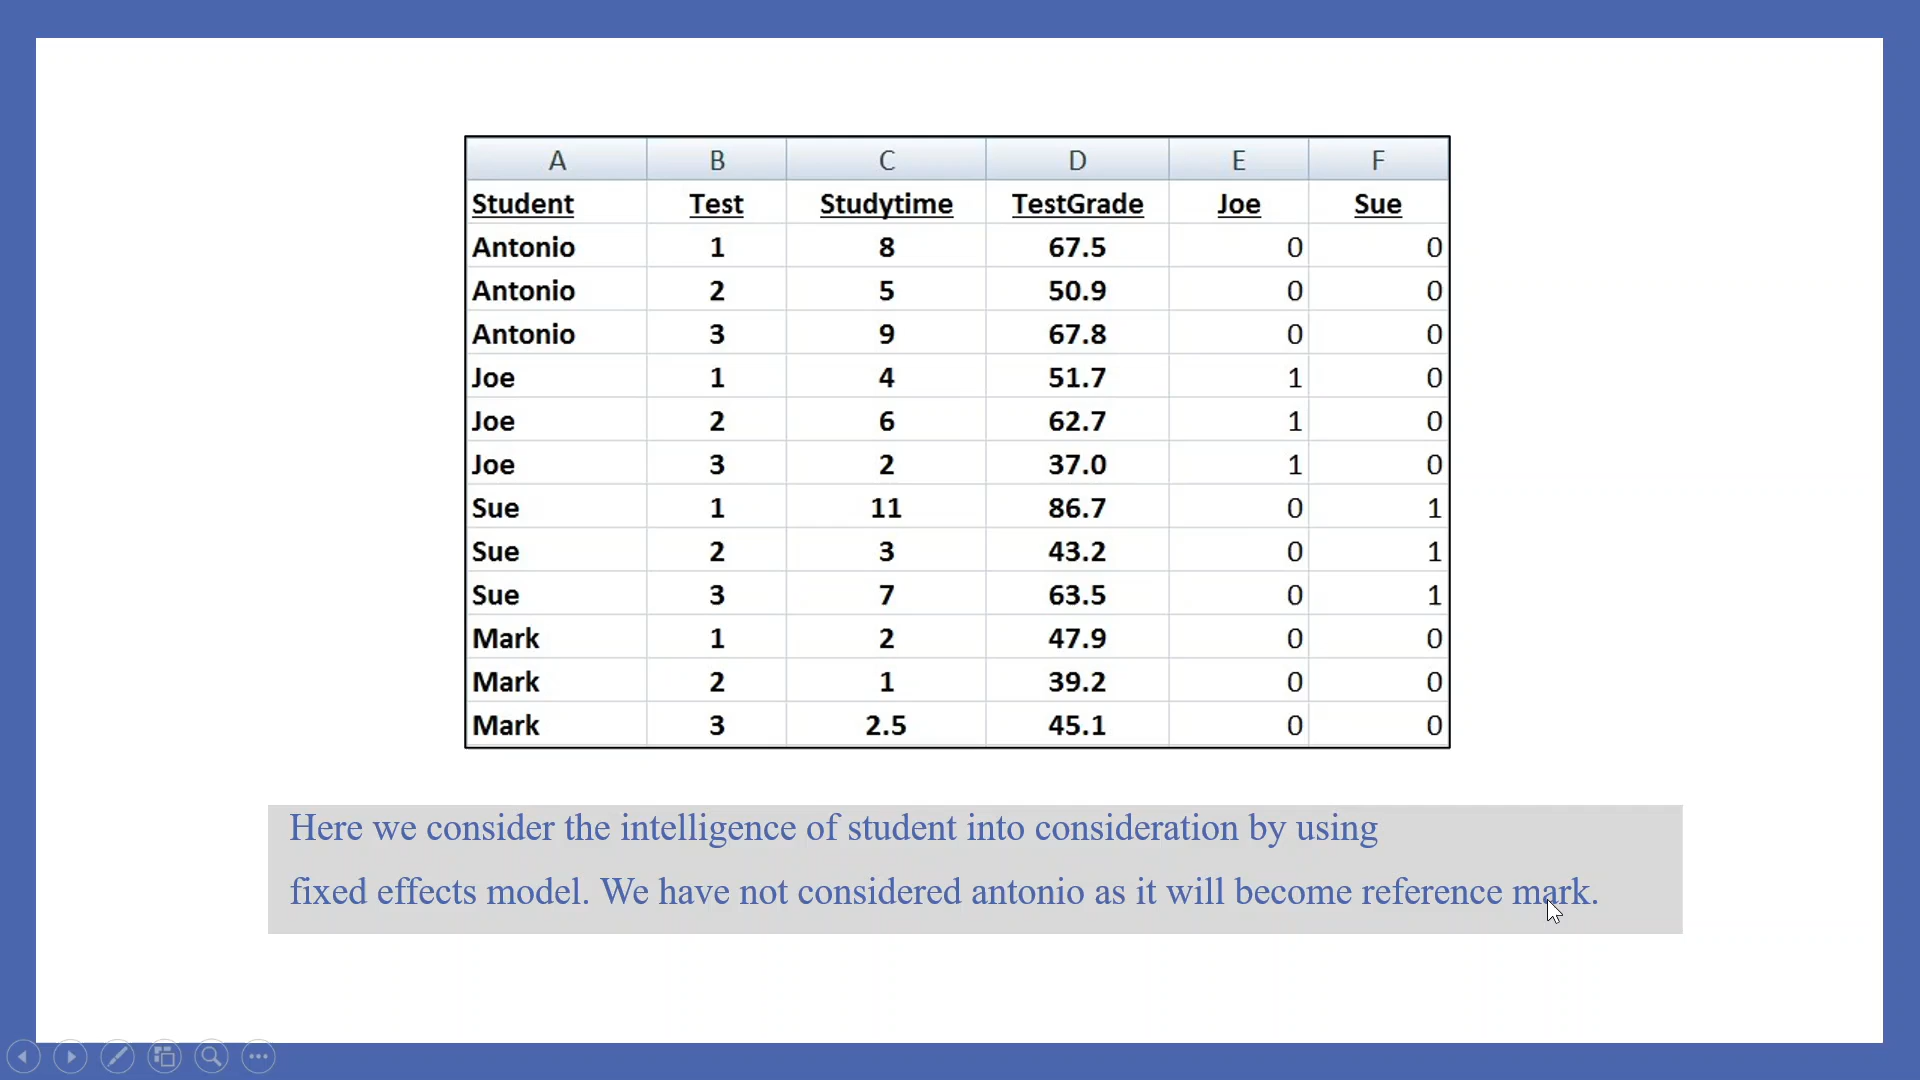 A B C D E F
Student Test Studytime TestGrade Joe Sue
Antonio 1 8 67.5 0 0
Antonio 2 5 50.9 0 0
Antonio 3 9 67.8 0 0
Joe 1 4 51.7 1 0
Joe 2 6 62.7 1 0
Joe 3 2 37.0 1 0
Sue 1 11 86.7 0 1
Sue 2 3 43.2 0 1
Sue 3 7 63.5 0 1
Mark 1 2 47.9 0 0
Mark 2 1 39.2 0 0
Mark 3 2.5 45.1 0 0
Here we consider the intelligence of student into consideration by using
fixed effects model. We have not considered antonio as it will become reference mark.